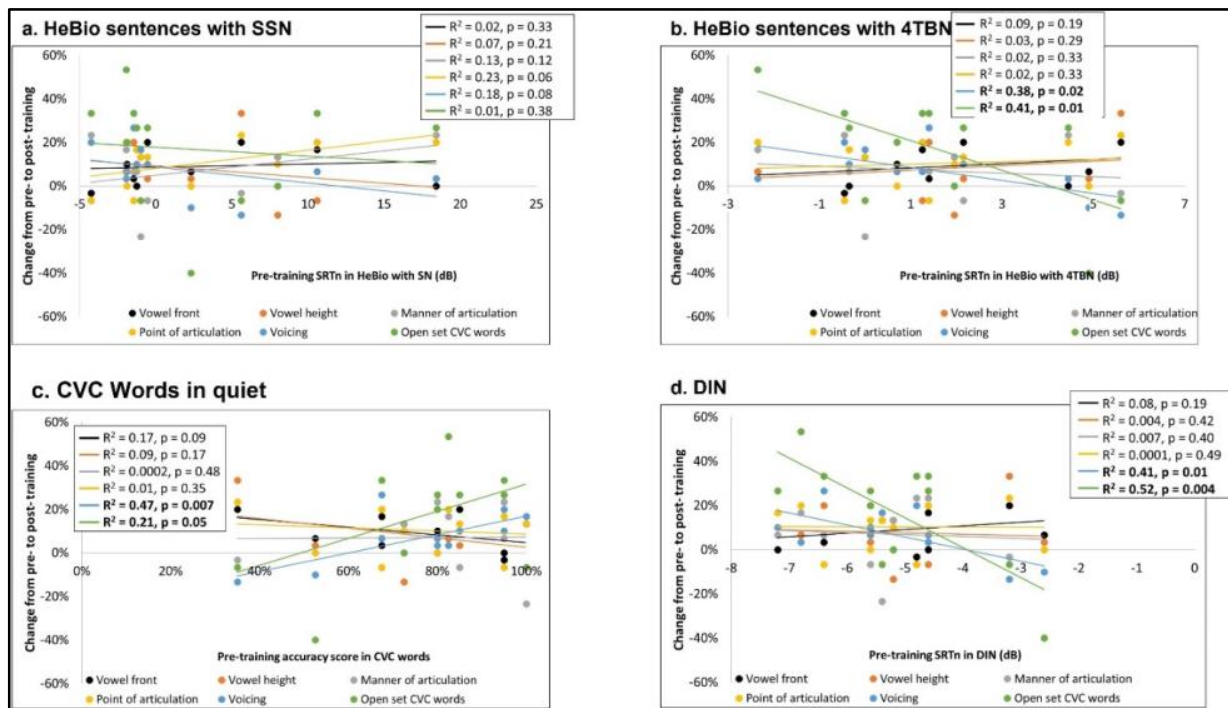 a. HeBio sentences with SSN
R² = 0.02, p = 0.33
R² = 0.07, p = 0.21
R² = 0.13, p = 0.12
R² = 0.23, p = 0.06
R² = 0.18, p = 0.08
R² = 0.01, p = 0.38
Change from pre- to post- training
60%
40%
20%
0%
-20%
-40%
-60%
-5
0
5
10
15
20
25
Pre-training SRTn in HeBio with SN (dB)
Vowel front
Vowel height
Manner of articulation
Point of articulation
Voicing
Open set CVC words
b. HeBio sentences with 4TBN
R² = 0.09, p = 0.19
R² = 0.03, p = 0.29
R² = 0.02, p = 0.33
R² = 0.02, p = 0.33
R² = 0.38, p = 0.02
R² = 0.41, p = 0.01
Change from pre- to post- training
60%
40%
20%
0%
-20%
-40%
-60%
-3
-1
1
3
5
7
Pre-training SRTn in HeBio with 4TBN (dB)
Vowel front
Vowel height
Manner of articulation
Point of articulation
Voicing
Open set CVC words
c. CVC Words in quiet
R² = 0.17, p = 0.09
R² = 0.09, p = 0.17
R² = 0.0002, p = 0.48
R² = 0.01, p = 0.35
R² = 0.47, p = 0.007
R² = 0.21, p = 0.05
Change from pre- to post- training
60%
40%
20%
0%
-20%
-40%
-60%
0%
20%
40%
60%
80%
100%
Pre-training accuracy score in CVC words
Vowel front
Vowel height
Manner of articulation
Point of articulation
Voicing
Open set CVC words
d. DIN
R² = 0.08, p = 0.19
R² = 0.004, p = 0.42
R² = 0.007, p = 0.40
R² = 0.0001, p = 0.49
R² = 0.41, p = 0.01
R² = 0.52, p = 0.004
Change from pre- to post- training
60%
40%
20%
0%
-20%
-40%
-60%
-8
-7
-6
-5
-4
-3
-2
-1
0
Pre-training SRTn in DIN (dB)
Vowel front
Vowel height
Manner of articulation
Point of articulation
Voicing
Open set CVC words